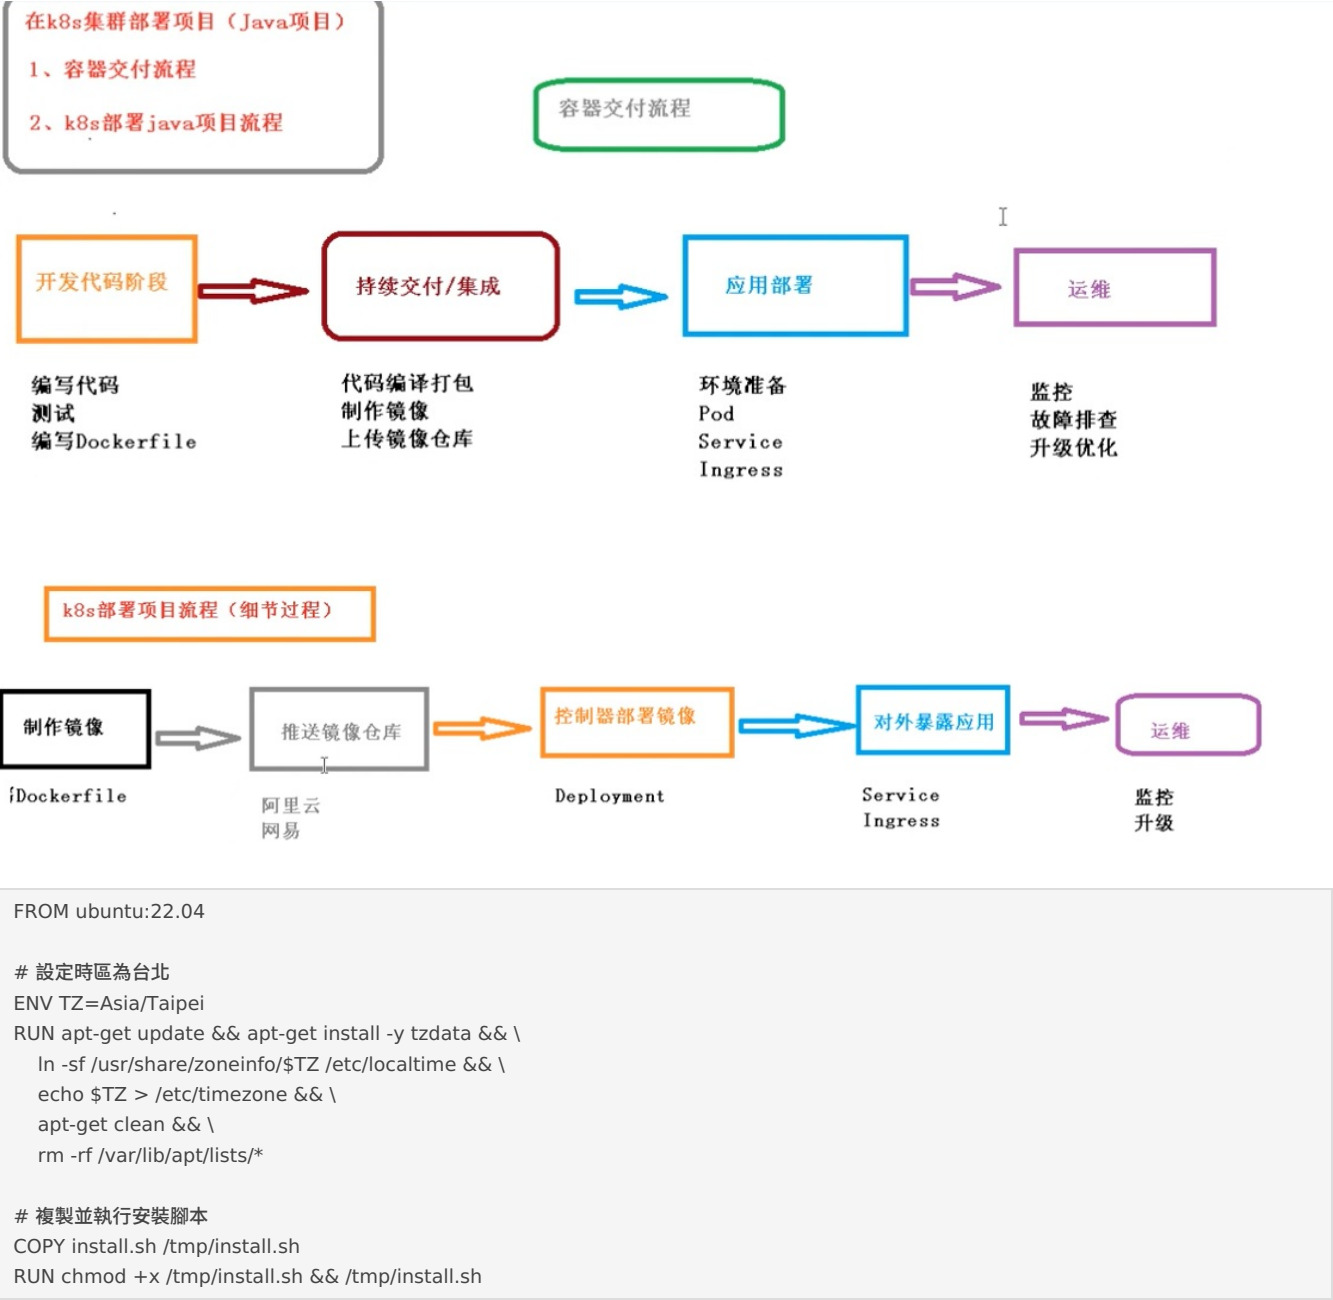 在k8s集群部署项目（Java项目）
1、容器交付流程
2、k8s部署java项目流程
容器交付流程
开发代码阶段
持续交付/集成
应用部署
运维
编写代码
测试
编写Dockerfile
代码编译打包
制作镜像
上传镜像仓库
环境准备
Pod
Service
Ingress
监控
故障排查
升级优化
k8s部署项目流程（细节过程）
制作镜像
推送镜像仓库
控制器部署镜像
对外暴露应用
运维
Dockerfile
阿里云
网易
Deployment
Service
Ingress
监控
升级
FROM ubuntu:22.04
# 設定時區為台北
ENV TZ=Asia/Taipei
RUN apt-get update && apt-get install -y tzdata && \
ln -sf /usr/share/zoneinfo/$TZ /etc/localtime && \
echo $TZ > /etc/timezone && \
apt-get clean && \
rm -rf /var/lib/apt/lists/*
# 複製並執行安裝腳本
COPY install.sh /tmp/install.sh
RUN chmod +x /tmp/install.sh && /tmp/install.sh